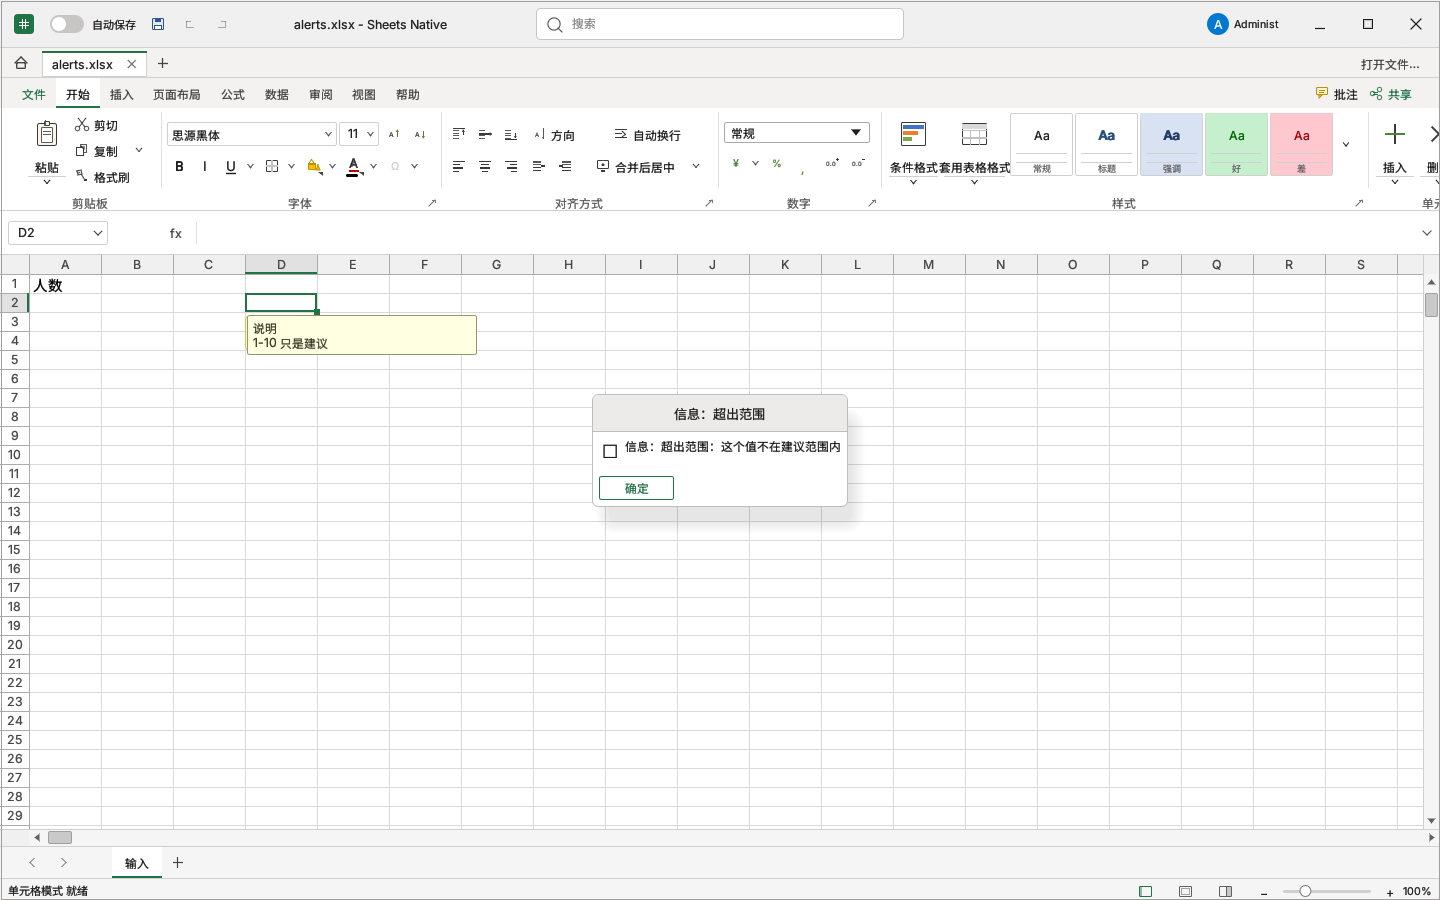 自动保存
alerts.xlsx - Sheets Native
搜索
A
Administ
alerts.xlsx
打开文件...
文件 开始 插入 页面布局 公式 数据 审阅 视图 帮助
批注 共享
粘贴
剪切
复制
格式刷
剪贴板
思源黑体 11
B I U
字体
方向
自动换行
合并后居中
对齐方式
常规
数字
条件格式
套用表格格式
Aa Aa Aa Aa Aa
常规 标题 强调 好 差
样式
插入
删
单元
D2
fx
A B C D E F G H I J K L M N O P Q R S
1 人数
2
3
4
5
6
7
8
9
10
11
12
13
14
15
16
17
18
19
20
21
22
23
24
25
26
27
28
29
说明
1-10 只是建议
信息：超出范围
信息：超出范围：这个值不在建议范围内
确定
输入
单元格模式 就绪
100%